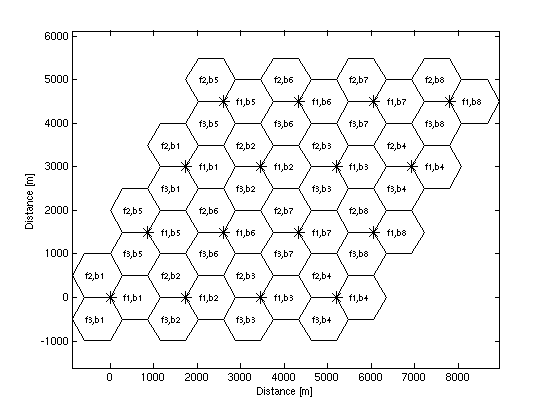 6000
f2,b5 f2,b6 f2,b7 f2,b8
5000
f1,b5 f1,b6 f1,b7 f1,b8
f3,b5 f3,b6 f3,b7 f3,b8
4000
f2,b1 f2,b2 f2,b3 f2,b4
f1,b1 f1,b2 f1,b3 f1,b4
3000
f3,b1 f3,b2 f3,b3 f3,b4
f2,b5 f2,b6 f2,b7 f2,b8
2000
f1,b5 f1,b6 f1,b7 f1,b8
f3,b5 f3,b6 f3,b7 f3,b8
1000
f2,b1 f2,b2 f2,b3 f2,b4
0 f1,b1 f1,b2 f1,b3 f1,b4
f3,b1 f3,b2 f3,b3 f3,b4
-1000
0 1000 2000 3000 4000 5000 6000 7000 8000
Distance [m]
Distance [m]